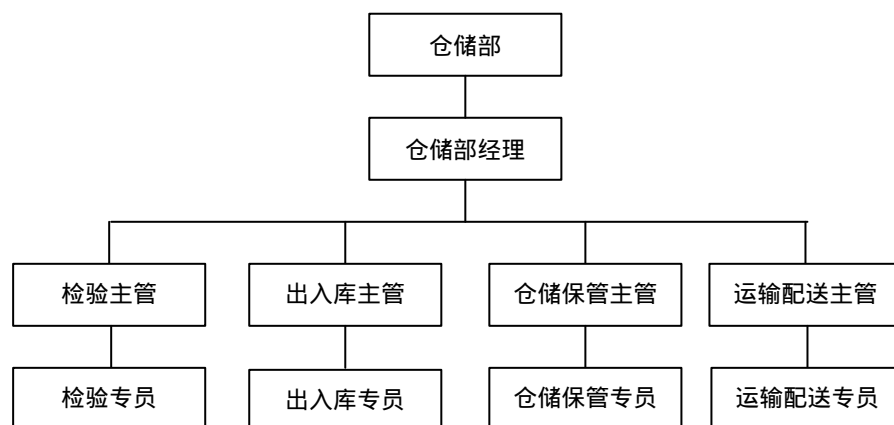 仓储部
仓储部经理
检验主管
出入库主管
仓储保管主管
运输配送主管
检验专员
出入库专员
仓储保管专员
运输配送专员